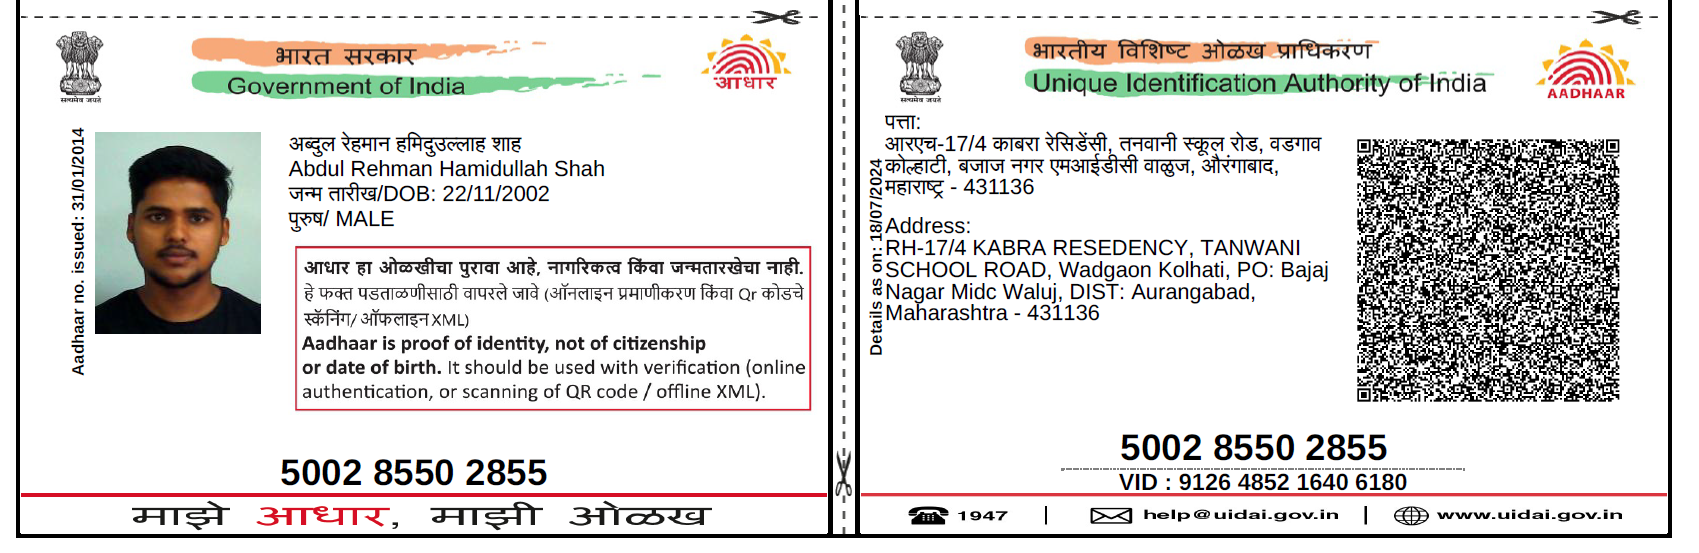 भारत सरकार
Government of India
आधार
Aadhaar no. issued: 31/01/2014
अब्दुल रेहमान हमिदुउल्लाह शाह
Abdul Rehman Hamidullah Shah
जन्म तारीख/DOB: 22/11/2002
पुरुष/ MALE
आधार हा ओळखीचा पुरावा आहे, नागरिकत्व किंवा जन्मतारखेचा नाही.
हे फक्त पडताळणीसाठी वापरले जावे (ऑनलाइन प्रमाणीकरण किंवा Qr कोडचे
स्कॅनिंग/ ऑफलाइन XML)
Aadhaar is proof of identity, not of citizenship
or date of birth. It should be used with verification (online
authentication, or scanning of QR code / offline XML).
5002 8550 2855
माझे आधार, माझी ओळख
सत्यमेव जयते
भारतीय विशिष्ट ओळख प्राधिकरण
Unique Identification Authority of India
सत्यमेव जयते
AADHAAR
Details as on: 18/07/2024
पत्ता:
आरएच-17/4 काबरा रेसिडेंसी, तनवानी स्कूल रोड, वडगाव
कोल्हाटी, बजाज नगर एमआईडीसी वाळुज, औरंगाबाद,
महाराष्ट्र - 431136
Address:
RH-17/4 KABRA RESEDENCY, TANWANI
SCHOOL ROAD, Wadgaon Kolhati, PO: Bajaj
Nagar Midc Waluj, DIST: Aurangabad,
Maharashtra - 431136
5002 8550 2855
VID : 9126 4852 1640 6180
1947 | help@uidai.gov.in | www.uidai.gov.in